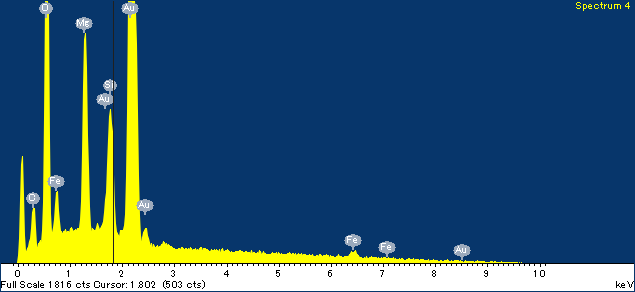 Spectrum 4
O
Au
Mg
Si
Au
Fe
O
Au
Fe
Fe
Au
0 1 2 3 4 5 6 7 8 9 10
Full Scale 1816 cts Cursor: 1.802 (503 cts)
keV